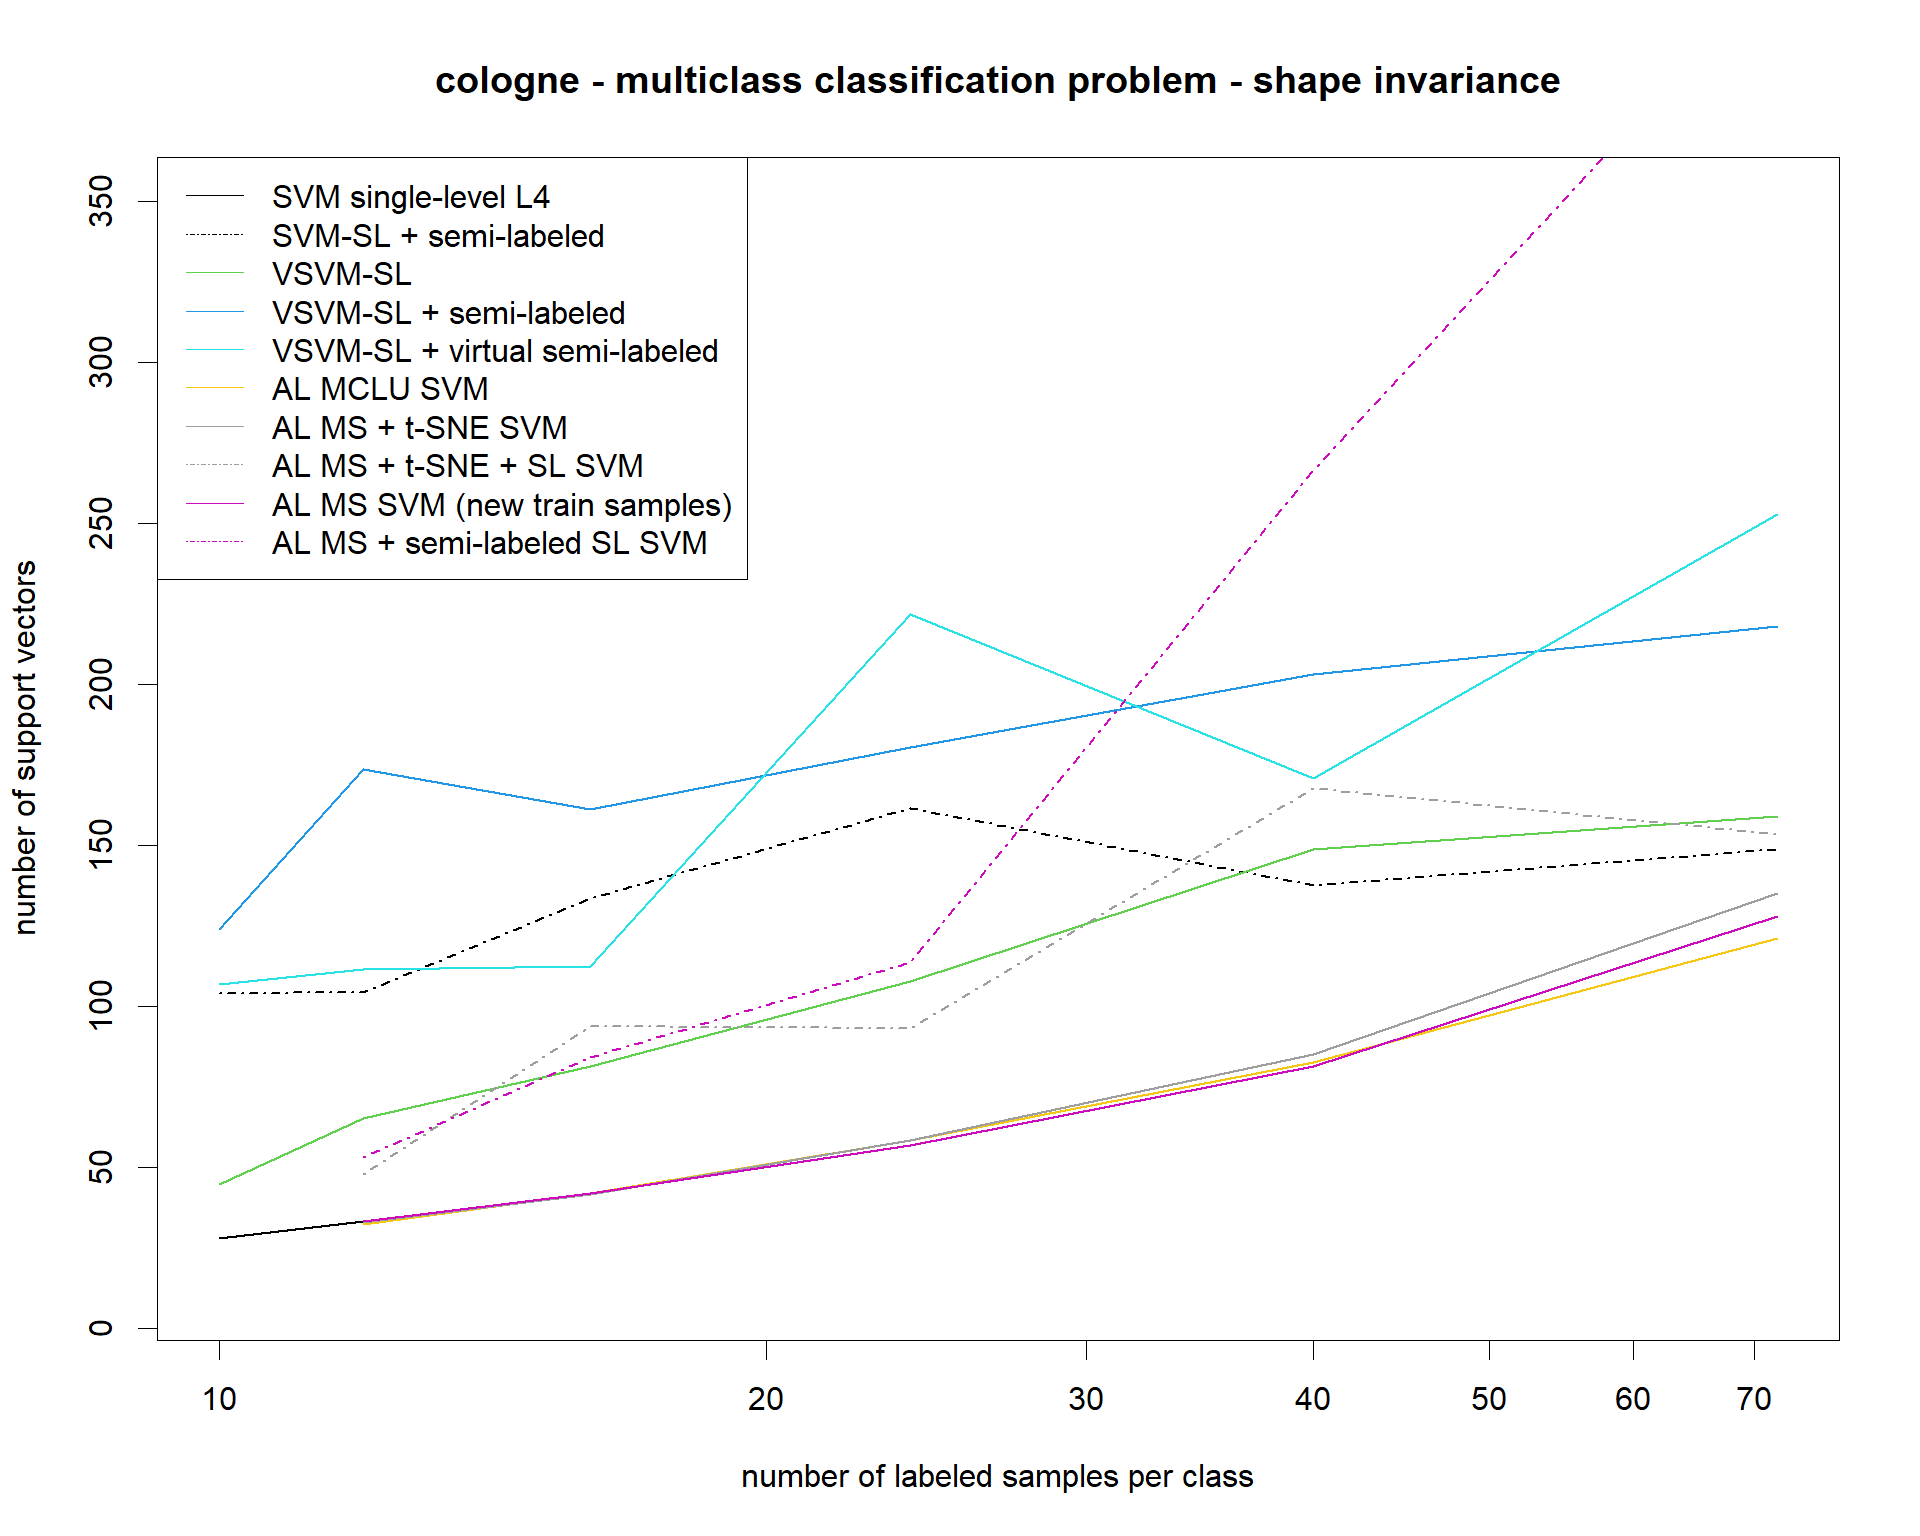 cologne - multiclass classification problem - shape invariance
SVM single-level L4
SVM-SL + semi-labeled
VSVM-SL
VSVM-SL + semi-labeled
VSVM-SL + virtual semi-labeled
AL MCLU SVM
AL MS + t-SNE SVM
AL MS + t-SNE + SL SVM
AL MS SVM (new train samples)
AL MS + semi-labeled SL SVM
number of support vectors
350
300
250
200
150
100
50
0
10 20 30 40 50 60 70
number of labeled samples per class